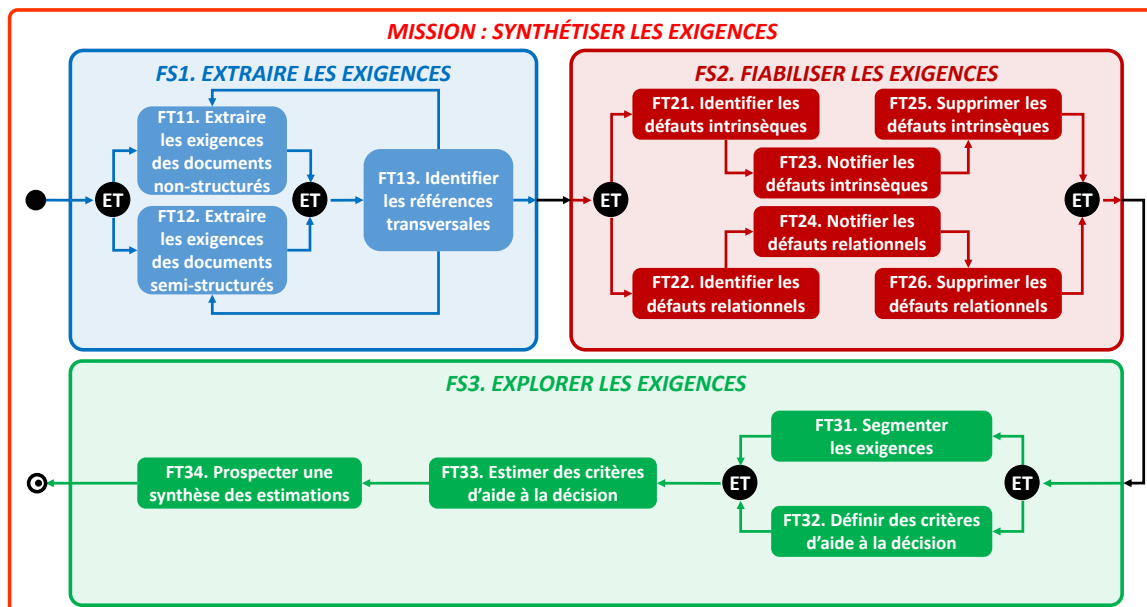 MISSION : SYNTHÉTISER LES EXIGENCES
FS1. EXTRAIRE LES EXIGENCES
FT11. Extraire
les exigences
des documents
non-structurés
ET
ET
FT12. Extraire
les exigences
des documents
semi-structurés
FT13. Identifier
les références
transversales
FS2. FIABILISER LES EXIGENCES
FT21. Identifier les
défauts intrinsèques
FT25. Supprimer les
défauts intrinsèques
FT23. Notifier les
défauts intrinsèques
ET
ET
FT24. Notifier les
défauts relationnels
FT22. Identifier les
défauts relationnels
FT26. Supprimer les
défauts relationnels
FS3. EXPLORER LES EXIGENCES
FT31. Segmenter
les exigences
FT34. Prospecter une
synthèse des estimations
FT33. Estimer des critères
d'aide à la décision
ET
ET
FT32. Définir des critères
d'aide à la décision